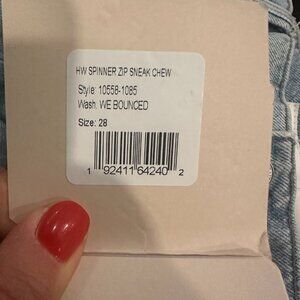 HW SPINNER ZIP SNEAK CHEW
Style: 10558-1085
Wash: WE BOUNCED
Size: 28
1 92411 64240 2